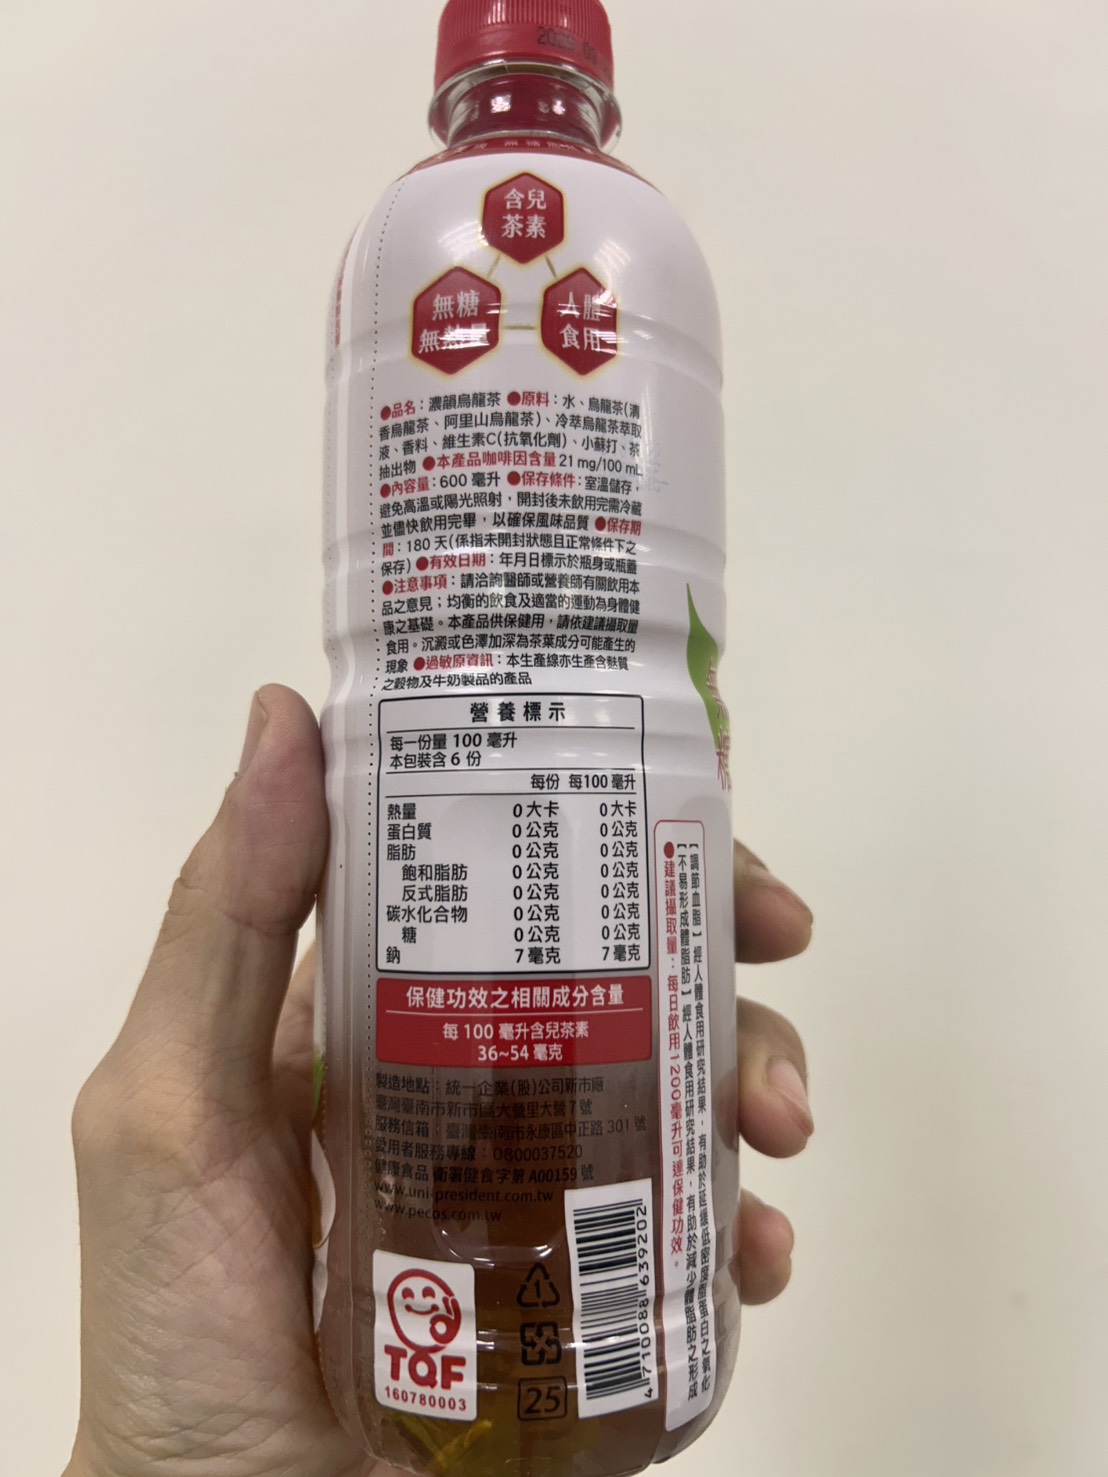 含兒
茶素
無糖
無熱量
人體
食用
●品名：濃韻烏龍茶 ●原料：水、烏龍茶(清
香烏龍茶、阿里山烏龍茶)、冷萃烏龍茶萃取
液、香料、維生素C(抗氧化劑)、小蘇打、茶
抽出物 ●本產品咖啡因含量 21 mg/100 mL
●內容量：600 毫升 ●保存條件：室溫儲存，
避免高溫或陽光照射，開封後未飲用完需冷藏
並儘快飲用完畢，以確保風味品質 ●保存期
間：180 天(係指未開封狀態且正常條件下之
保存) ●有效日期：年月日標示於瓶身或瓶蓋
●注意事項：請洽詢醫師或營養師有關飲用本
品之意見；均衡的飲食及適當的運動為身體健
康之基礎。本產品供保健用，請依建議攝取量
食用。沉澱或色澤加深為茶葉成分可能產生的
現象 ●過敏原資訊：本生產線亦生產含麩質
之穀物及牛奶製品的產品
營養標示
每一份量 100 毫升
本包裝含 6 份
每份 每100 毫升
熱量 0 大卡 0 大卡
蛋白質 0 公克 0 公克
脂肪 0 公克 0 公克
飽和脂肪 0 公克 0 公克
反式脂肪 0 公克 0 公克
碳水化合物 0 公克 0 公克
糖 0 公克 0 公克
鈉 7 毫克 7 毫克
保健功效之相關成分含量
每 100 毫升含兒茶素
36~54 毫克
製造地點：統一企業(股)公司新市廠
臺灣臺南市新市區大營里大營 7 號
服務信箱：臺灣臺南市永康區中正路 301 號
飲用者服務專線：0800037520
健康食品 衛署健食字第 A00159 號
www.uni-president.com.tw
www.pecos.com.tw
【調節血脂】經人體食用研究結果，有助於延緩低密度脂蛋白之氧化
【不易形成體脂肪】經人體食用研究結果，有助於減少體脂肪之形成
●建議攝取量：每日飲用1200毫升可達保健功效。
TQF
160780003
25
4 710088 639202